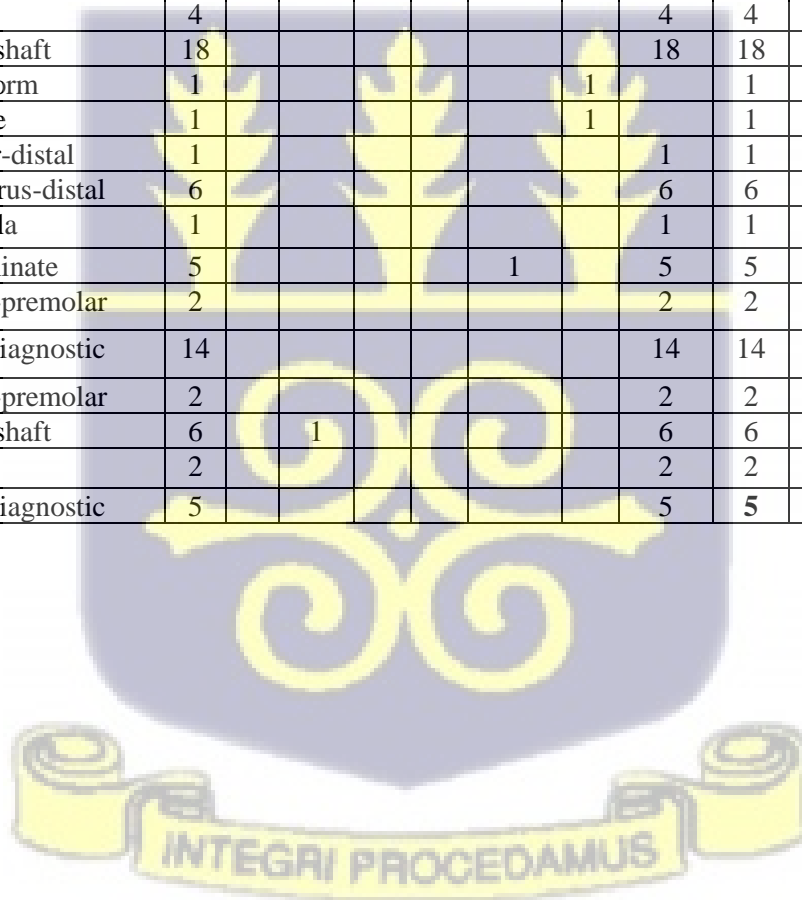 4 4 4
shaft 18 18 18
orm 1 1 1
e 1 1 1
r-distal 1 1 1
rus-distal 6 6 6
la 1 1 1
inate 5 1 5 5
premolar 2 2 2
iagnostic 14 14 14
premolar 2 2 2
shaft 6 1 6 6
2 2 2
iagnostic 5 5 5
INTEGRI PROCEDAMUS